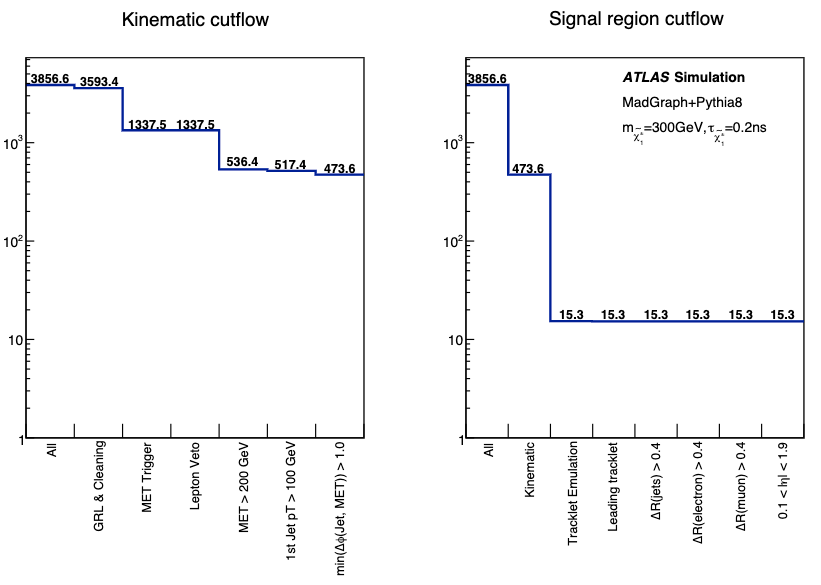 Kinematic cutflow
3856.6 3593.4
1337.5 1337.5
536.4 517.4 473.6
10³
10²
10
1
All
GRL & Cleaning
MET Trigger
Lepton Veto
MET > 200 GeV
1st Jet pT > 100 GeV
min(Δϕ(Jet, MET)) > 1.0
Signal region cutflow
ATLAS Simulation
MadGraph+Pythia8
m_χ̃₁±=300GeV,τ_χ̃₁±=0.2ns
3856.6
473.6
15.3 15.3 15.3 15.3 15.3 15.3
10³
10²
10
1
All
Kinematic
Tracklet Emulation
Leading tracklet
ΔR(jets) > 0.4
ΔR(electron) > 0.4
ΔR(muon) > 0.4
0.1 < |η| < 1.9